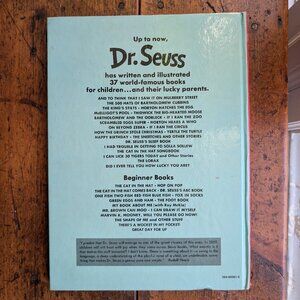 Up to now,
Dr. Seuss
has written and illustrated
37 world-famous books
for children...and their lucky parents.
AND TO THINK THAT I SAW IT ON MULBERRY STREET
THE 500 HATS OF BARTHOLOMEW CUBBINS
THE KING'S STILTS • HORTON HATCHES THE EGG
McELLIGOT'S POOL • THIDWICK THE BIG-HEARTED MOOSE
BARTHOLOMEW AND THE OOBLECK • IF I RAN THE ZOO
SCRAMBLED EGGS SUPER • HORTON HEARS A WHO
ON BEYOND ZEBRA • IF I RAN THE CIRCUS
HOW THE GRINCH STOLE CHRISTMAS • YERTLE THE TURTLE
HAPPY BIRTHDAY • THE SNEETCHES AND OTHER STORIES
DR. SEUSS'S SLEEP BOOK
I HAD TROUBLE IN GETTING TO SOLLA SOLLEW
THE CAT IN THE HAT SONGBOOK
I CAN LICK 30 TIGERS TODAY and Other Stories
THE LORAX
DID I EVER TELL YOU HOW LUCKY YOU ARE?
Beginner Books
THE CAT IN THE HAT • HOP ON POP
THE CAT IN THE HAT COMES BACK • DR. SEUSS'S ABC BOOK
ONE FISH TWO FISH RED FISH BLUE FISH • FOX IN SOCKS
GREEN EGGS AND HAM • THE FOOT BOOK
MY BOOK ABOUT ME (with Roy McKie)
MR. BROWN CAN MOO • I CAN DRAW IT MYSELF
MARVIN K. MOONEY, WILL YOU PLEASE GO NOW!
THE SHAPE OF ME AND OTHER STUFF
THERE'S A WOCKET IN MY POCKET
GREAT DAY FOR UP